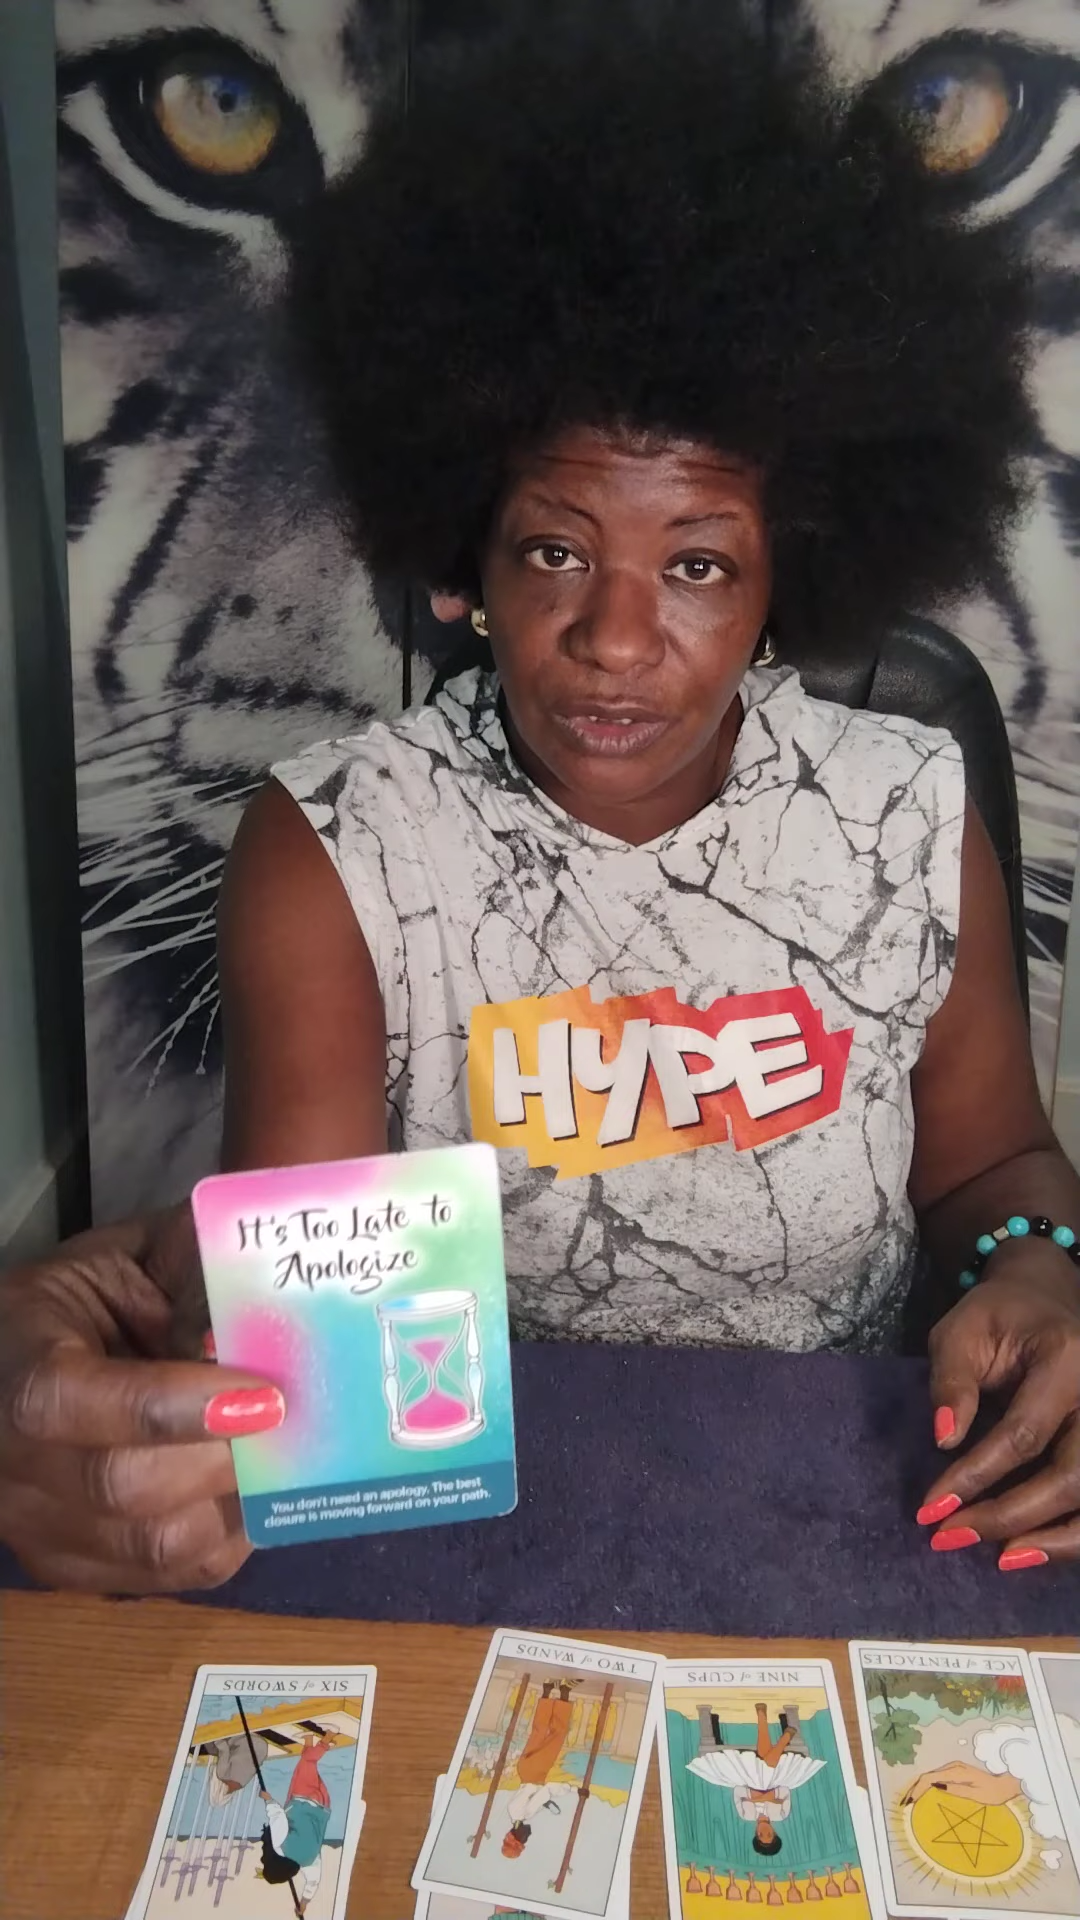 HYPE
It's Too Late to
Apologize
You don't need an apology. The best
closure is moving forward on your path.
SIX of SWORDS
TWO of WANDS
NINE of CUPS
ACE of PENTACLES